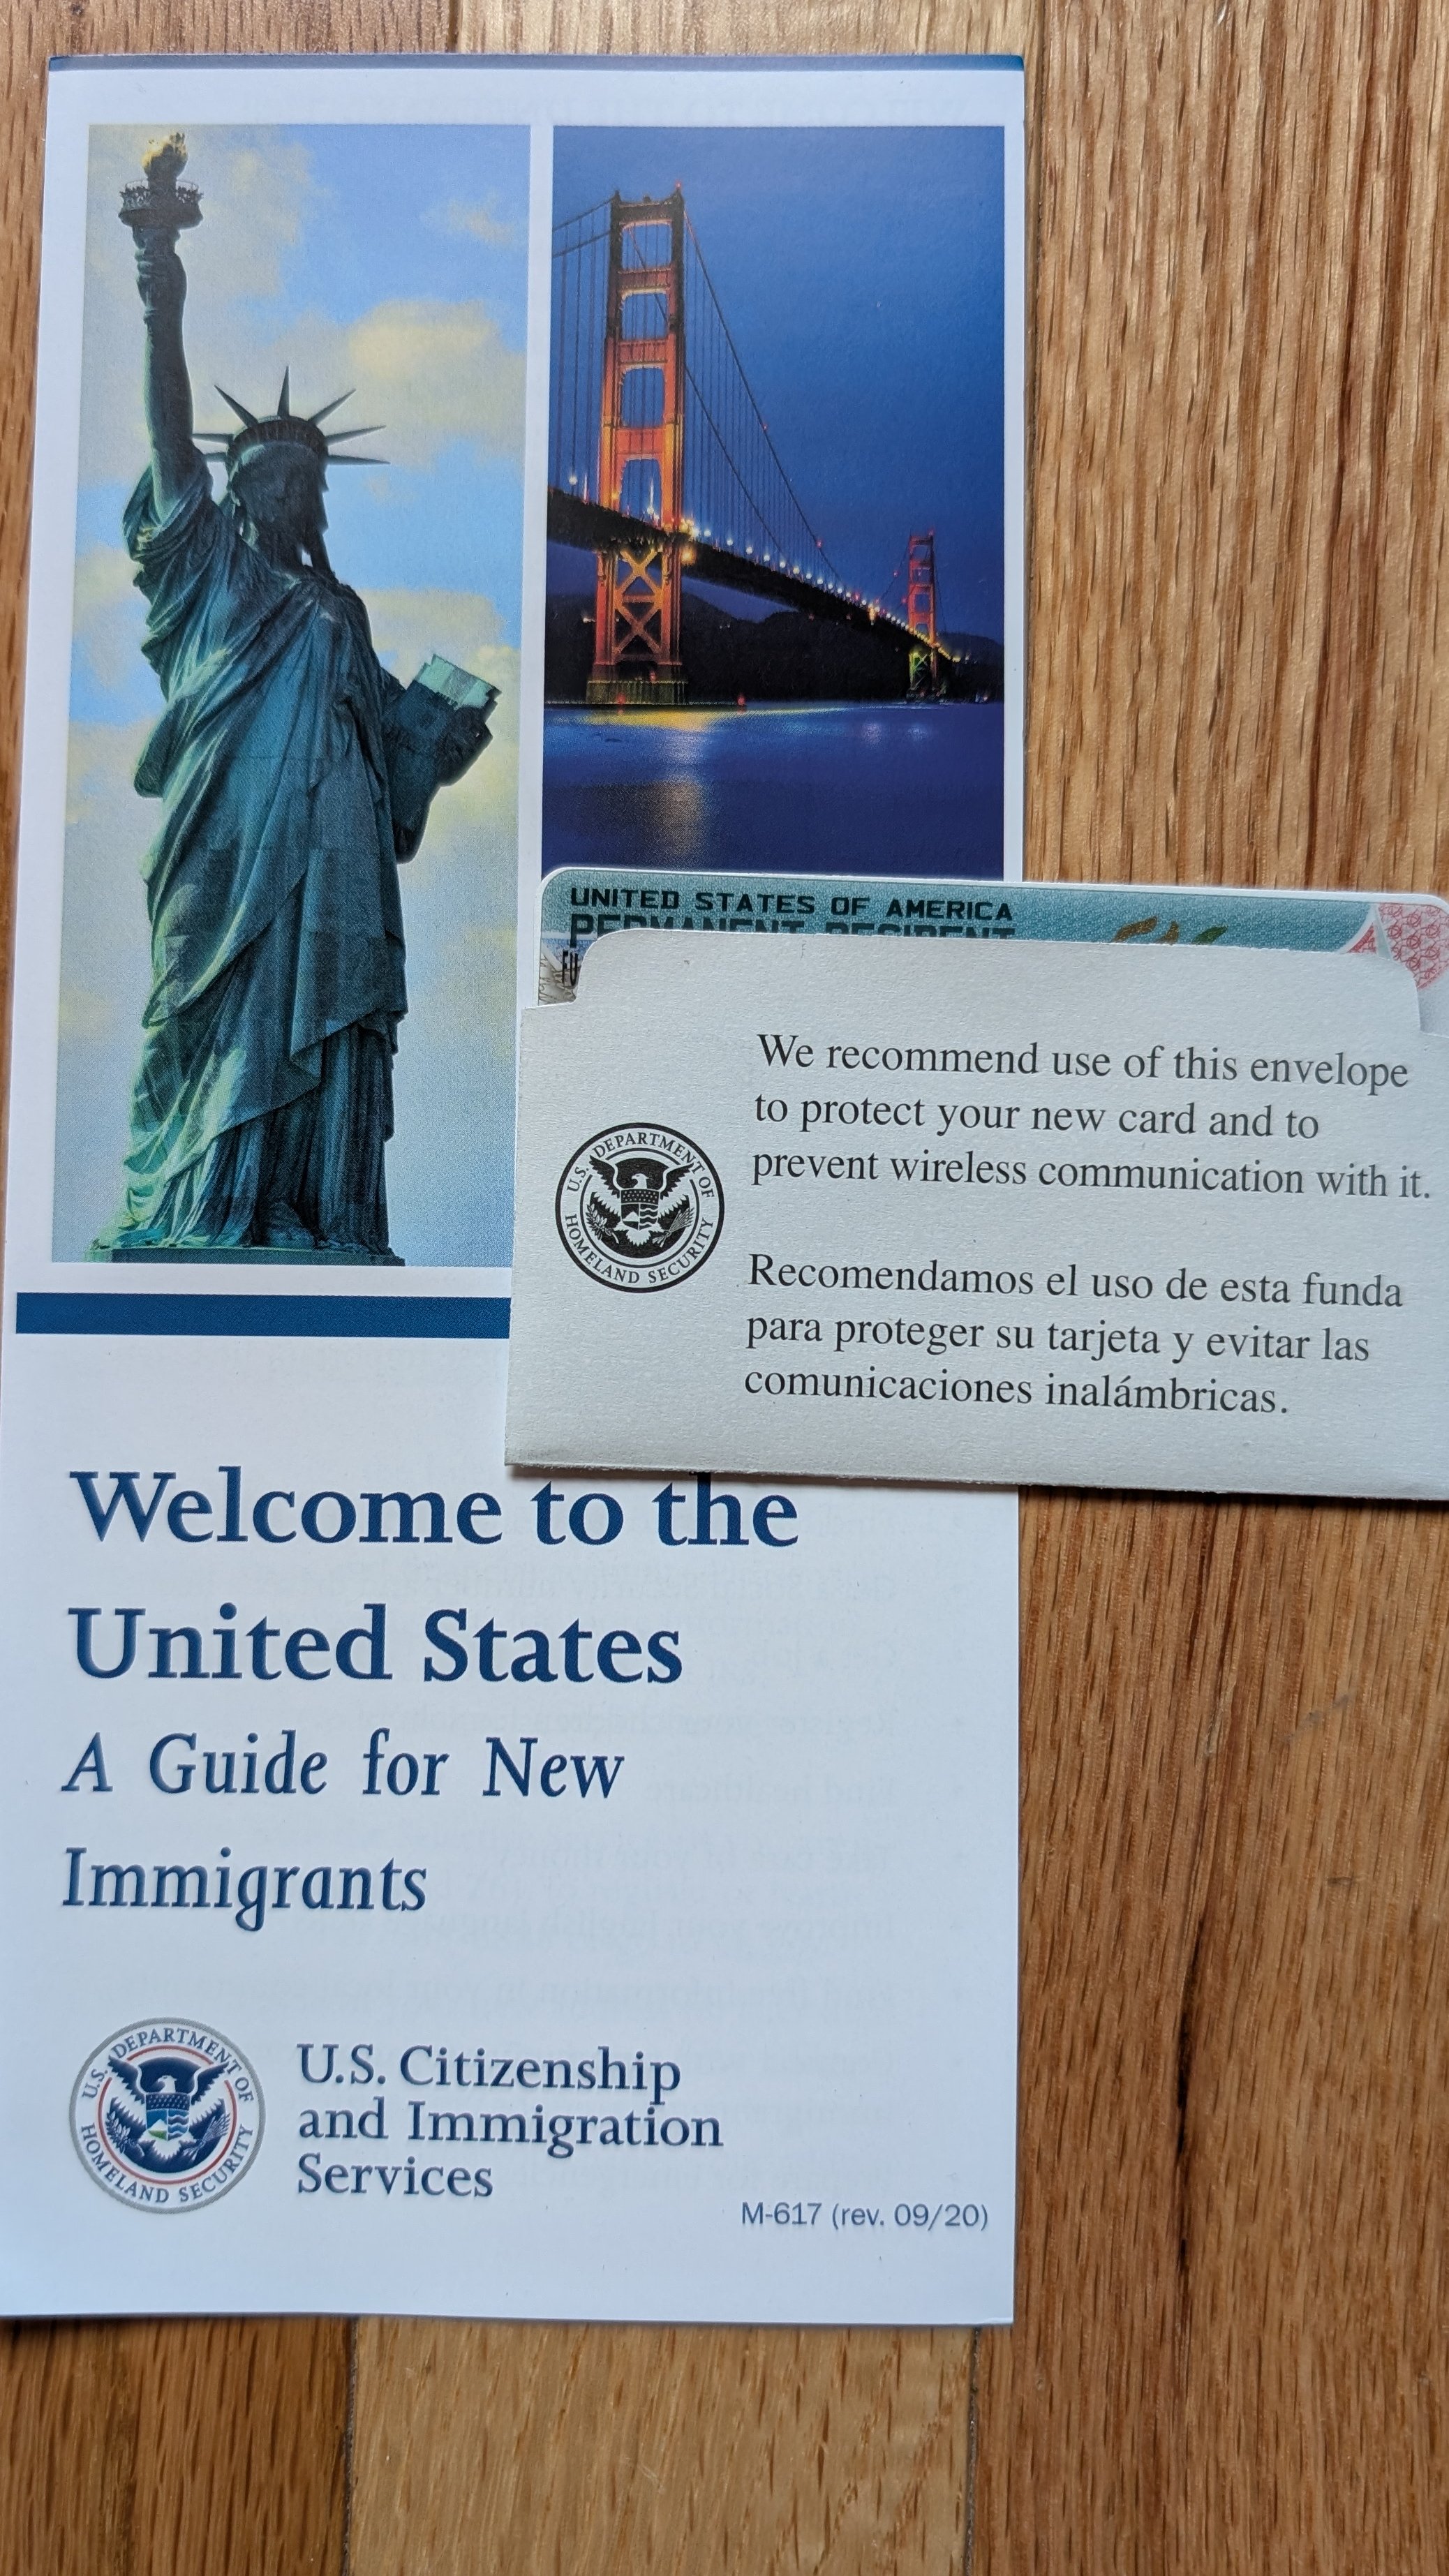 UNITED STATES OF AMERICA
PERMANENT RESIDENT
We recommend use of this envelope
to protect your new card and to
prevent wireless communication with it.
U.S. DEPARTMENT OF
HOMELAND SECURITY
Recomendamos el uso de esta funda
para proteger su tarjeta y evitar las
comunicaciones inalámbricas.
Welcome to the
United States
A Guide for New
Immigrants
U.S. DEPARTMENT OF
HOMELAND SECURITY
U.S. Citizenship
and Immigration
Services
M-617 (rev. 09/20)